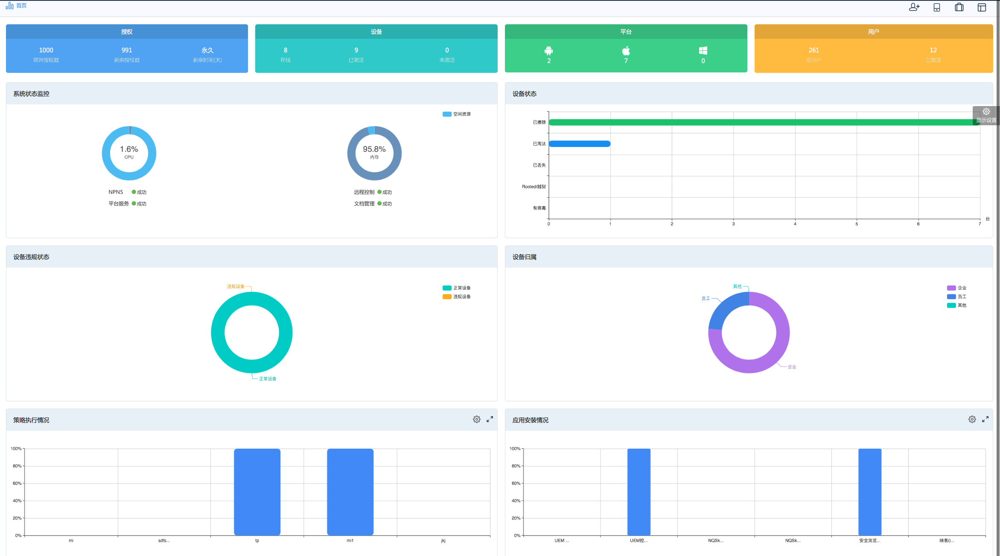 首页
授权
1000 991 永久
终端授权数 剩余授权数 剩余时间(天)
设备
8 9 0
在线 已激活 未激活
平台
2 7 0
用户
261 12
总用户 已激活
系统状态监控
空闲资源
1.6%
CPU
95.8%
内存
NPNS 成功
平台服务 成功
远程控制 成功
文档管理 成功
设备状态
显示设置
已擦除
已淘汰
已丢失
Rooted/越狱
有病毒
0 1 2 3 4 5 6 7 台
设备违规状态
违规设备
正常设备
正常设备
违规设备
设备归属
其他
员工
企业
企业
员工
其他
策略执行情况
100%
80%
60%
40%
20%
0%
mi sdfs... tp mi1 jkj
应用安装情况
100%
80%
60%
40%
20%
0%
UEM ... UEM控... NQSk... NQSk... 安全浏览... 映客(i...